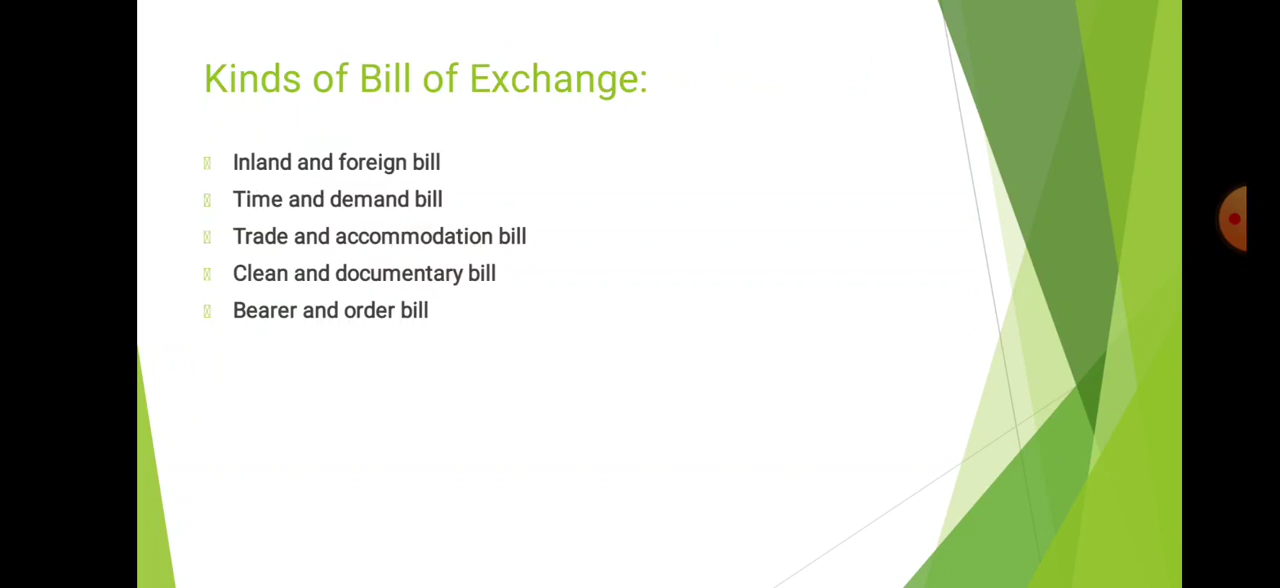 Kinds of Bill of Exchange:
Inland and foreign bill
Time and demand bill
Trade and accommodation bill
Clean and documentary bill
Bearer and order bill